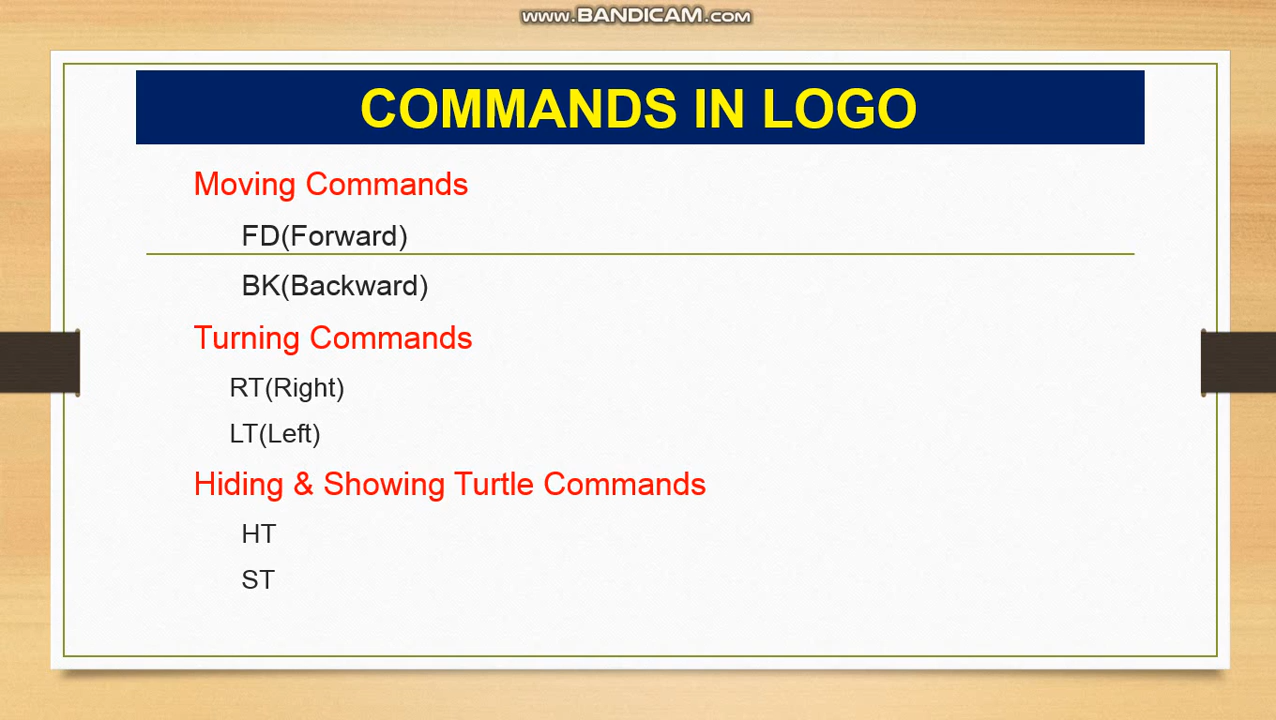 www.BANDICAM.com
COMMANDS IN LOGO
Moving Commands
FD(Forward)
BK(Backward)
Turning Commands
RT(Right)
LT(Left)
Hiding & Showing Turtle Commands
HT
ST